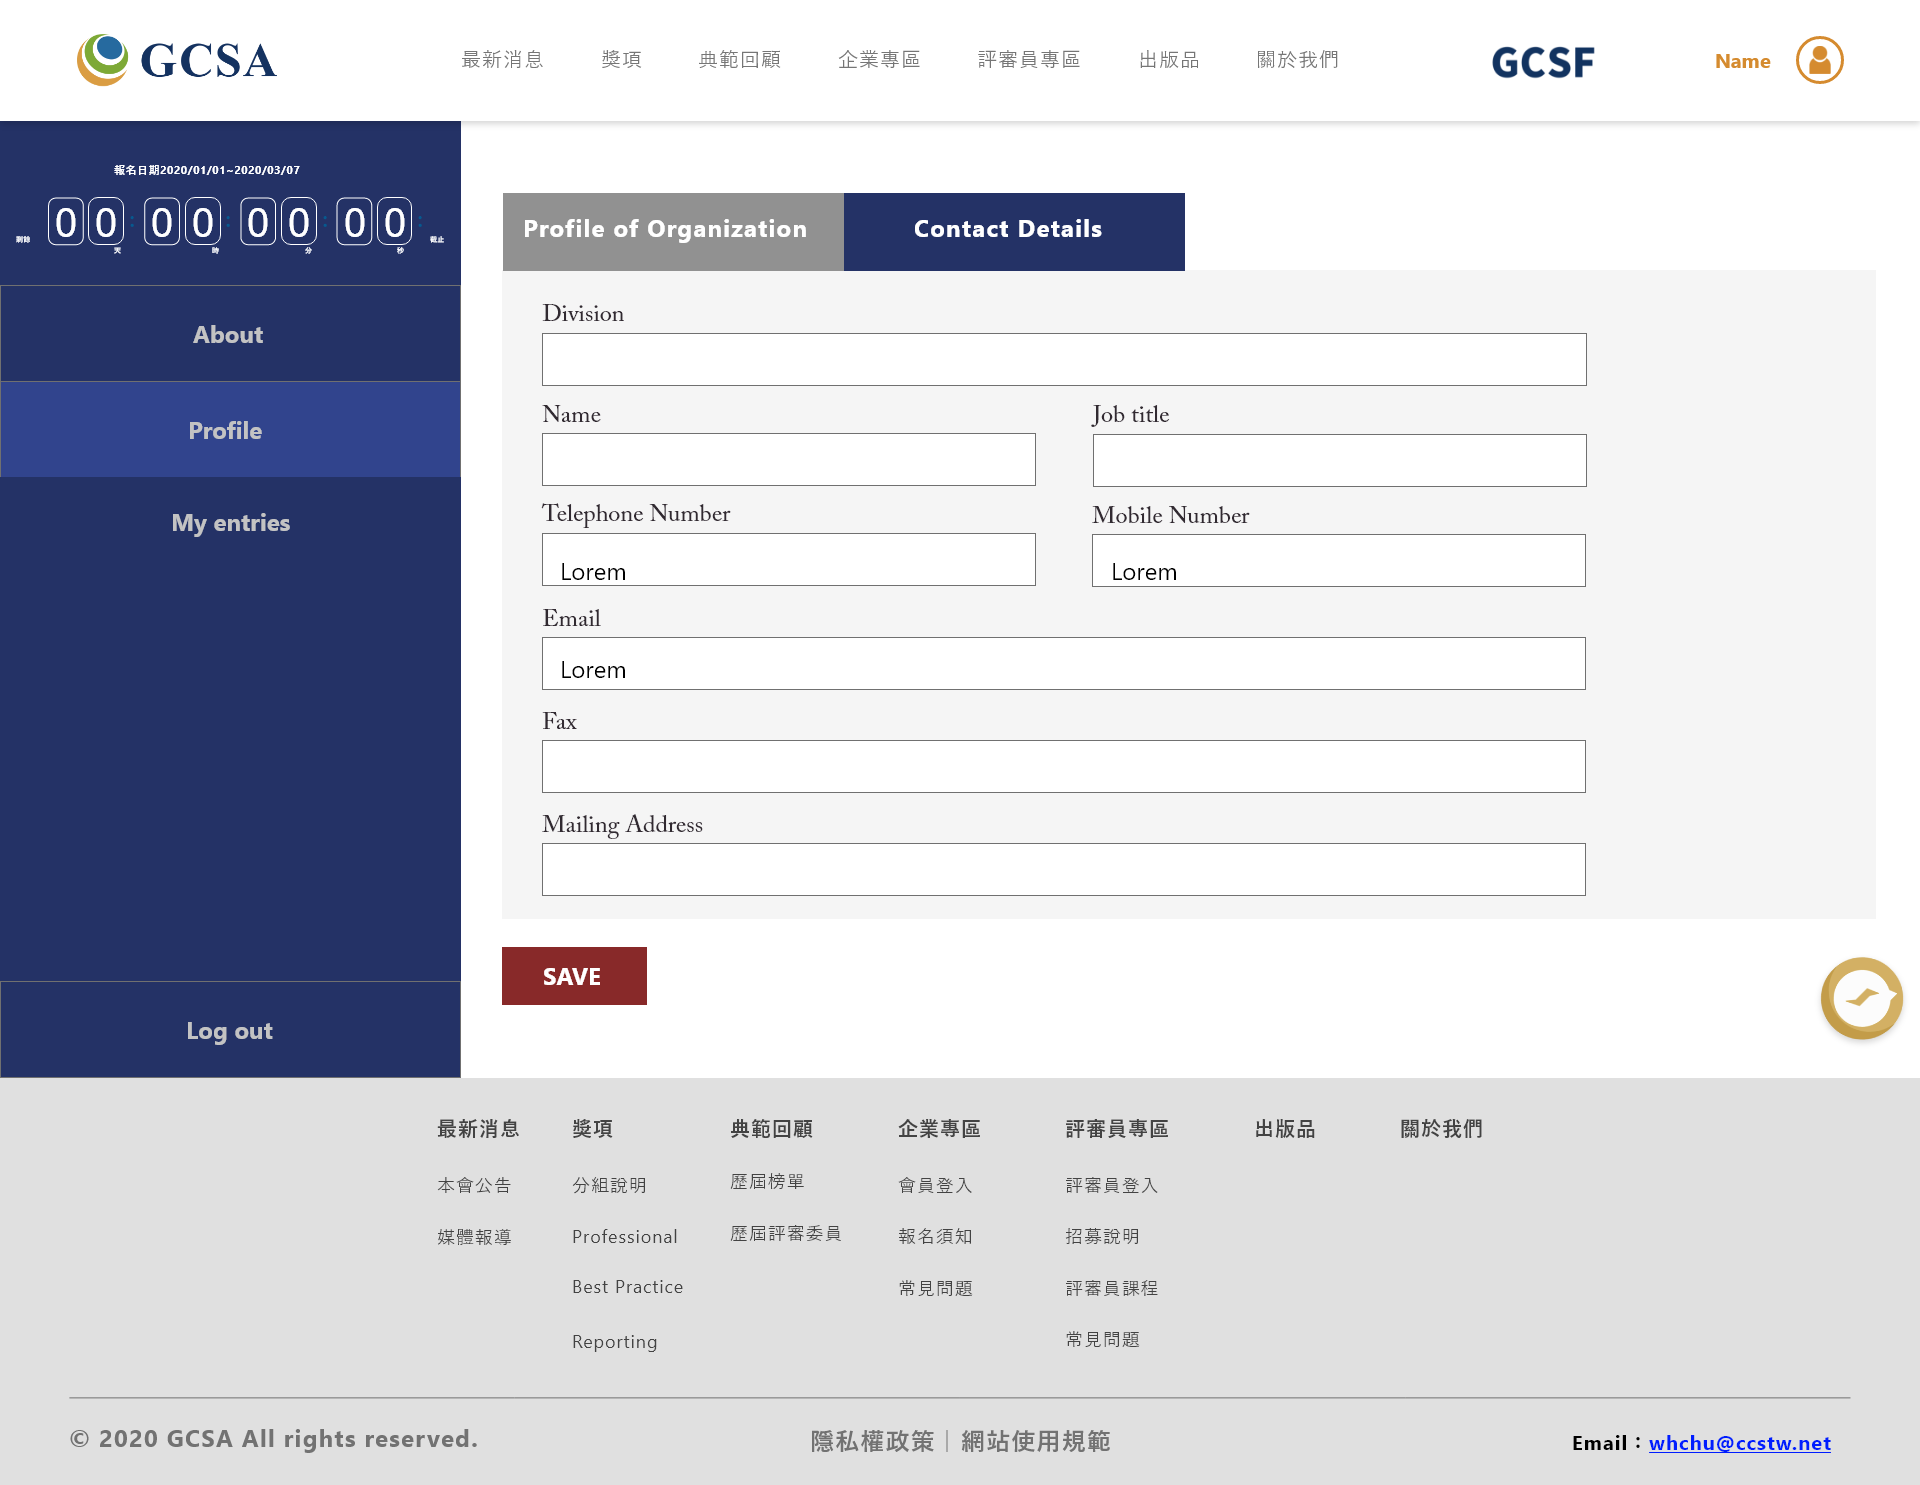 GCSA
最新消息 獎項 典範回顧 企業專區 評審員專區 出版品 關於我們
GCSF
Name
報名日期2020/01/01~2020/03/07
剩餘 00 : 00 : 00 : 00 : 截止
天 時 分 秒
About
Profile
My entries
Log out
Profile of Organization
Contact Details
Division
Name
Job title
Telephone Number
Mobile Number
Lorem
Lorem
Email
Lorem
Fax
Mailing Address
SAVE
最新消息
本會公告
媒體報導
獎項
分組說明
Professional
Best Practice
Reporting
典範回顧
歷屆榜單
歷屆評審委員
企業專區
會員登入
報名須知
常見問題
評審員專區
評審員登入
招募說明
評審員課程
常見問題
出版品
關於我們
© 2020 GCSA All rights reserved.
隱私權政策｜網站使用規範
Email：whchu@ccstw.net